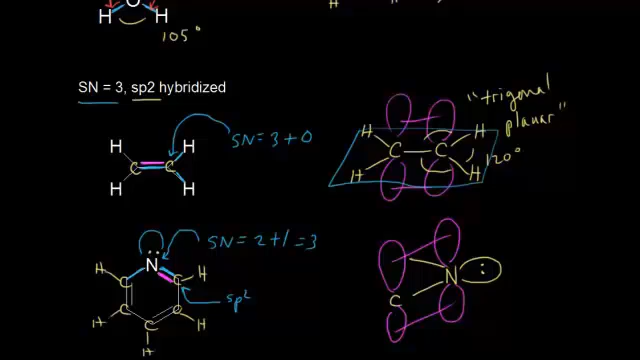 O
H H
105°
H
SN = 3, sp2 hybridized
H H
C C
H H
SN = 3 + 0
"trigonal planar"
H C C H
H H
120°
N
SN = 2 + 1 = 3
H C C H
sp²
C C
H C H
H
C N